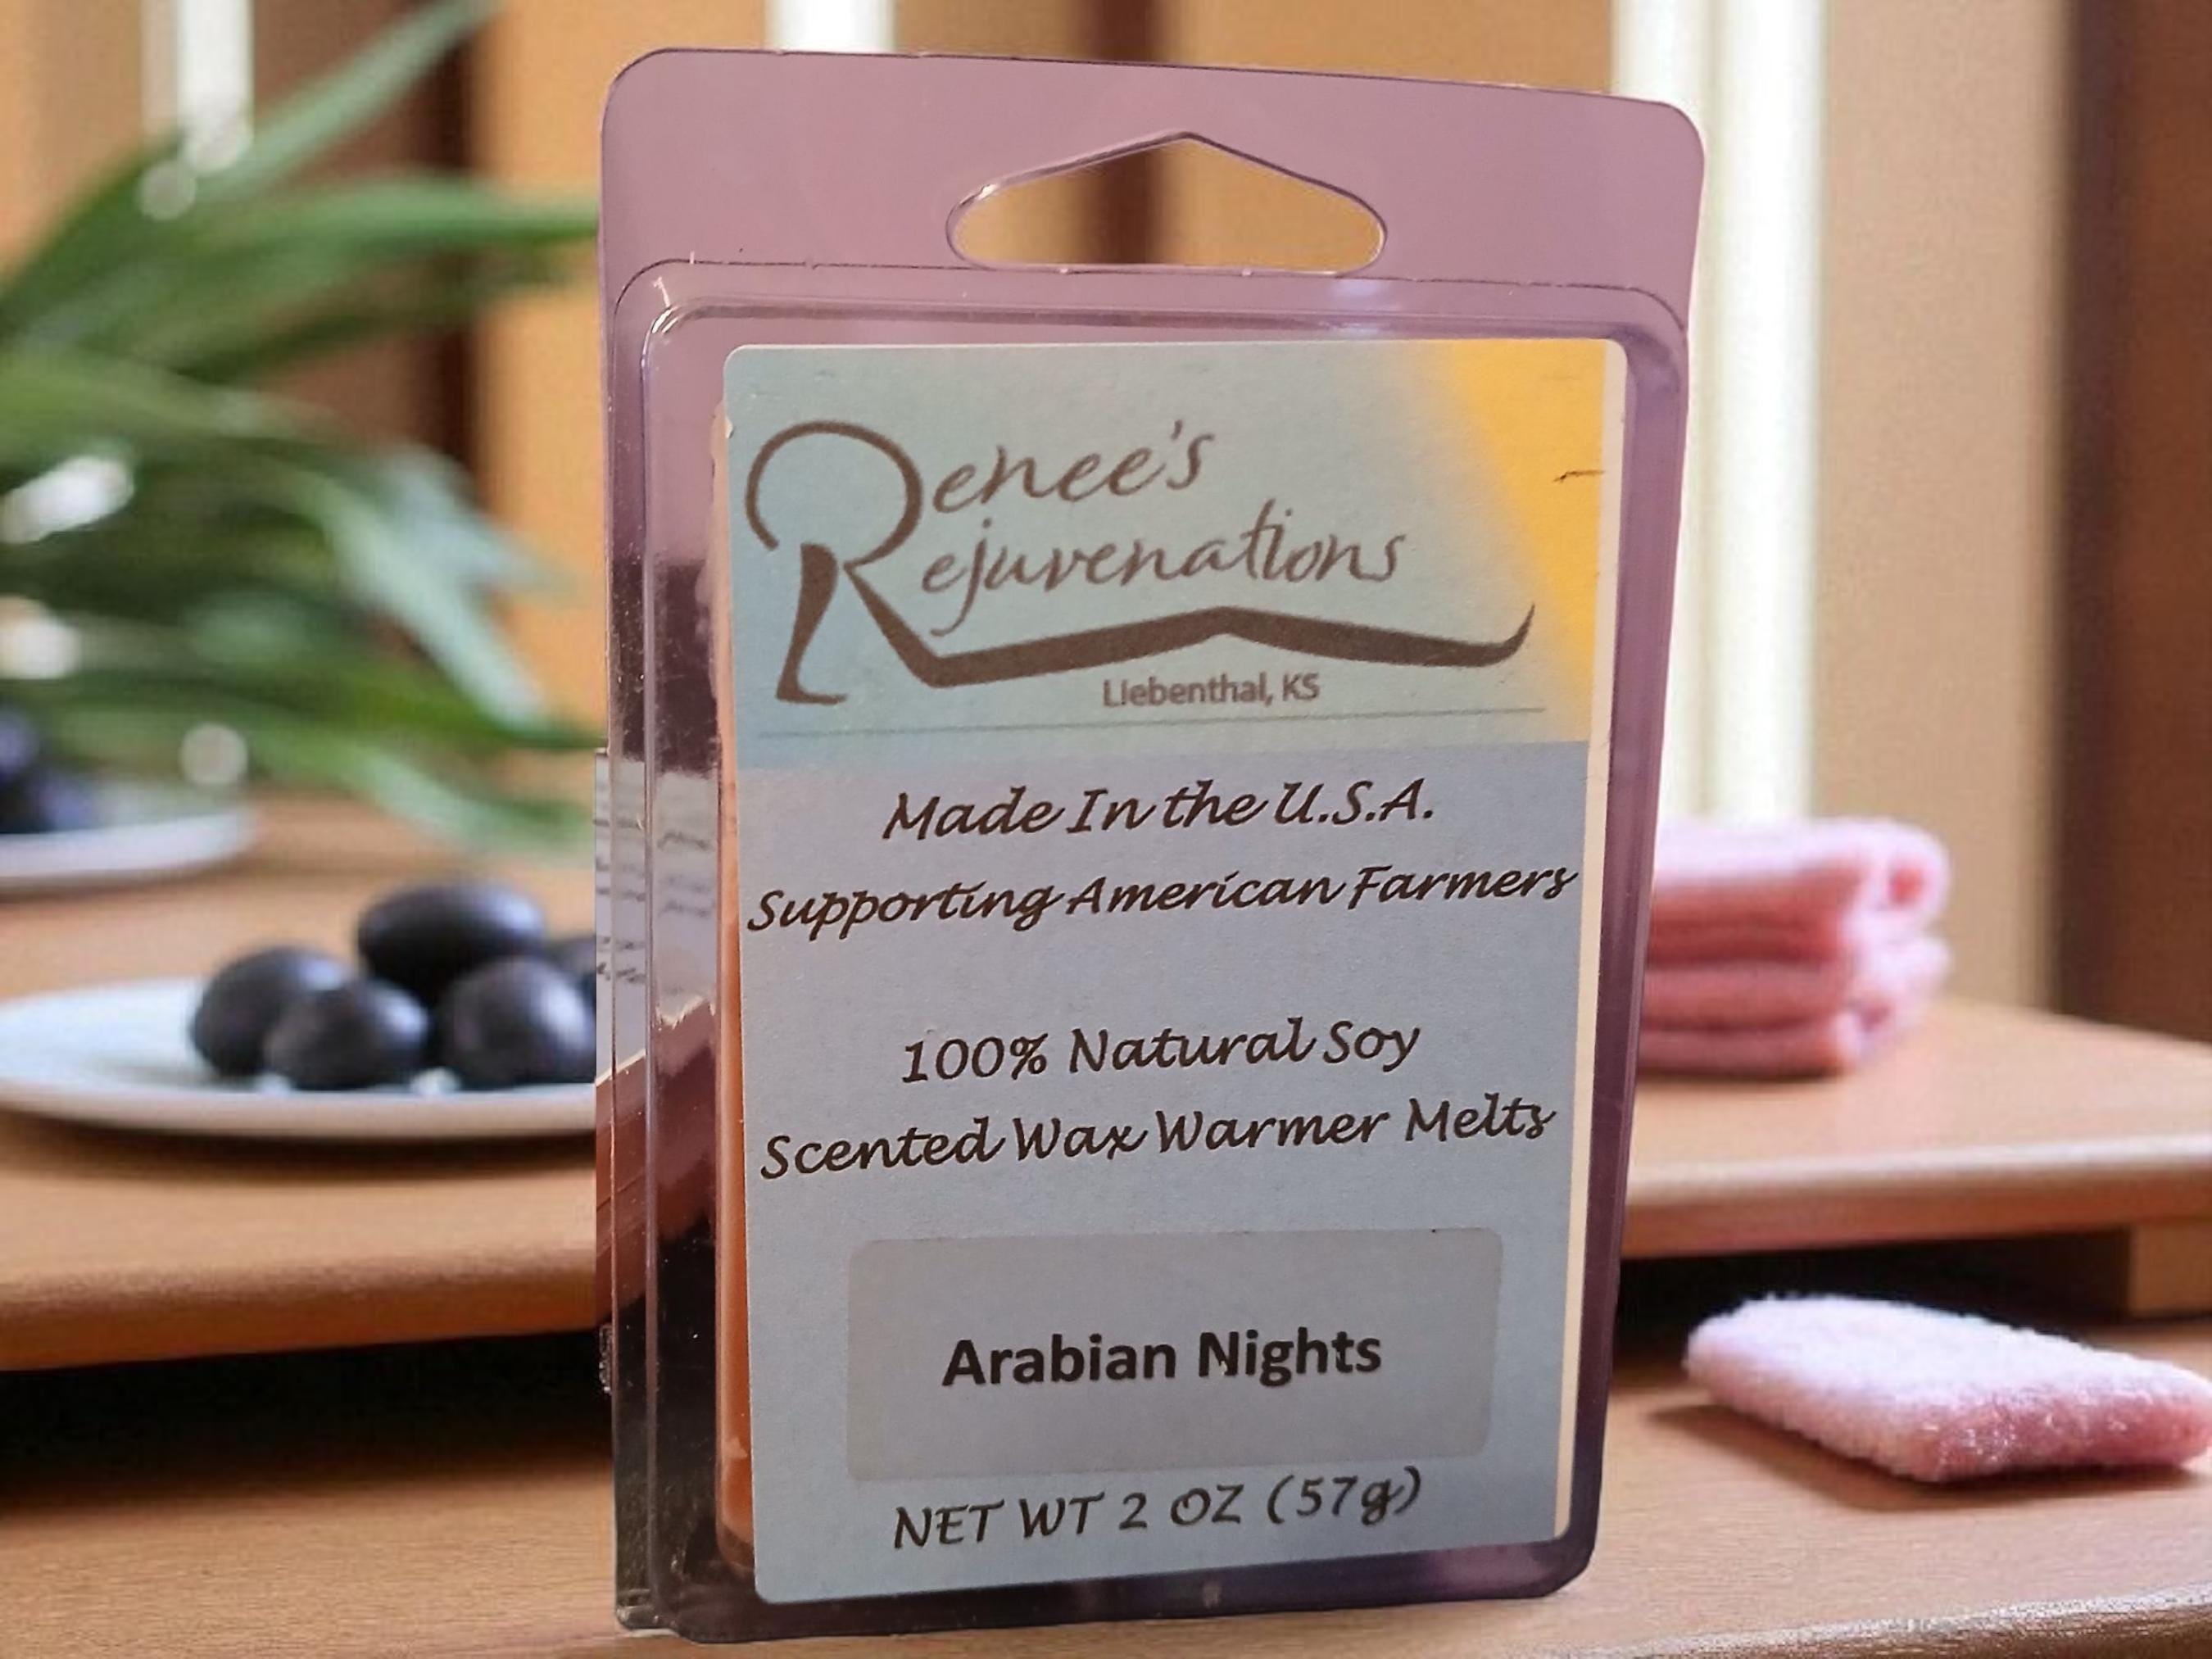 Renee's
Rejuvenations
Liebenthal, KS
Made In the U.S.A.
Supporting American Farmers
100% Natural Soy
Scented Wax Warmer Melts
Arabian Nights
NET WT 2 OZ (57g)